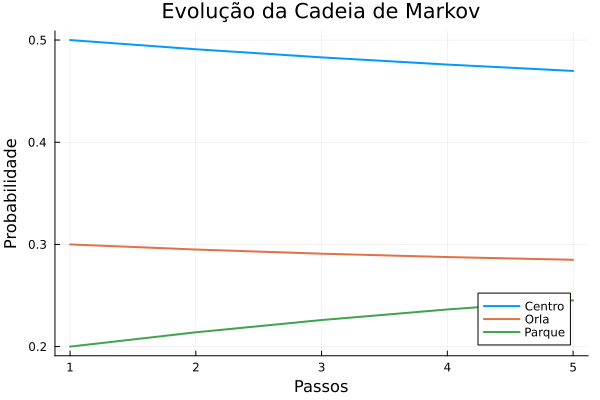 Evolução da Cadeia de Markov
Probabilidade
0.5
0.4
0.3
0.2
Centro
Orla
Parque
1 2 3 4 5
Passos